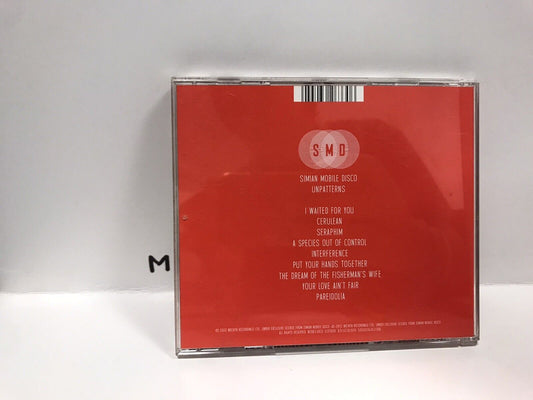 SMD
SIMIAN MOBILE DISCO
UNPATTERNS
I WAITED FOR YOU
CERULEAN
SERAPHIM
A SPECIES OUT OF CONTROL
INTERFERENCE
PUT YOUR HANDS TOGETHER
THE DREAM OF THE FISHERMAN'S WIFE
YOUR LOVE AIN'T FAIR
PAREIDOLIA
M